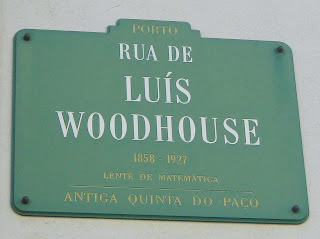 PORTO
RUA DE
LUÍS
WOODHOUSE
1858 - 1927
LENTE DE MATEMÁTICA
ANTIGA QUINTA DO PAÇO